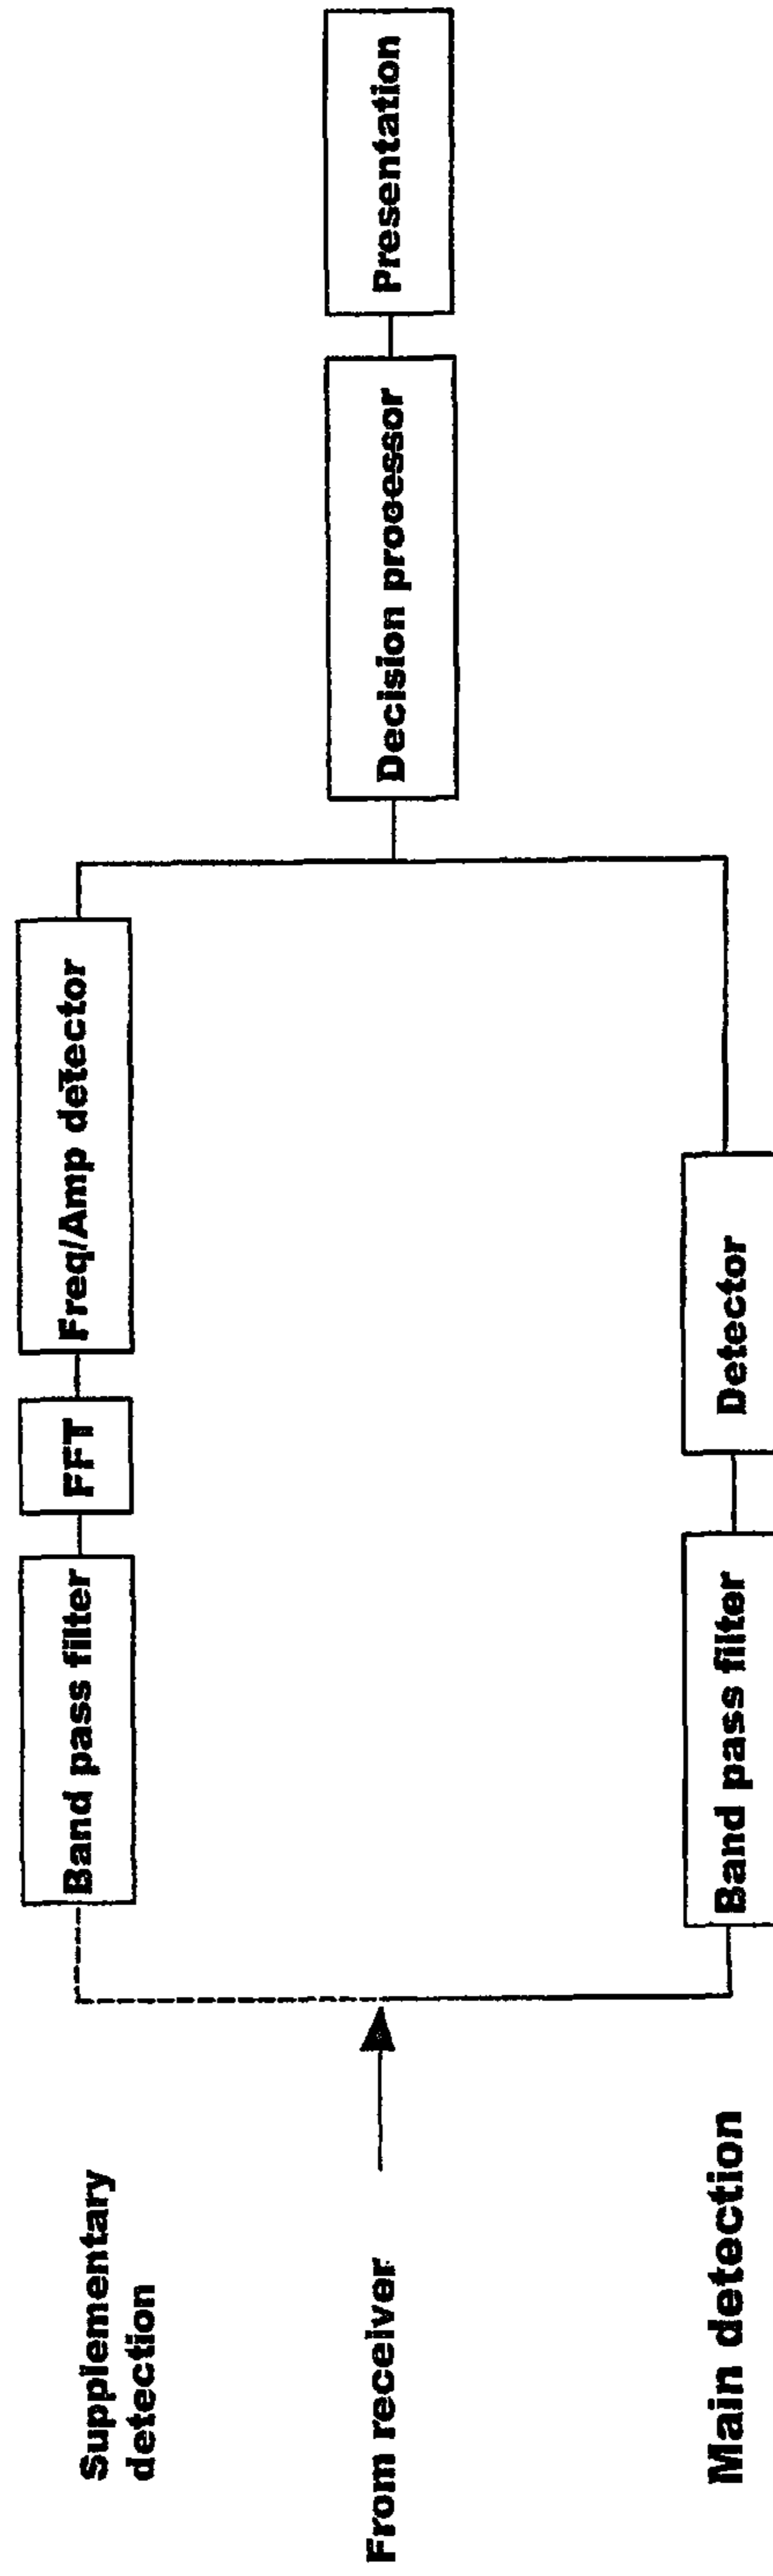 Supplementary
detection
Band pass filter
FFT
Freq/Amp detector
From receiver
Decision processor
Presentation
Main detection
Band pass filter
Detector